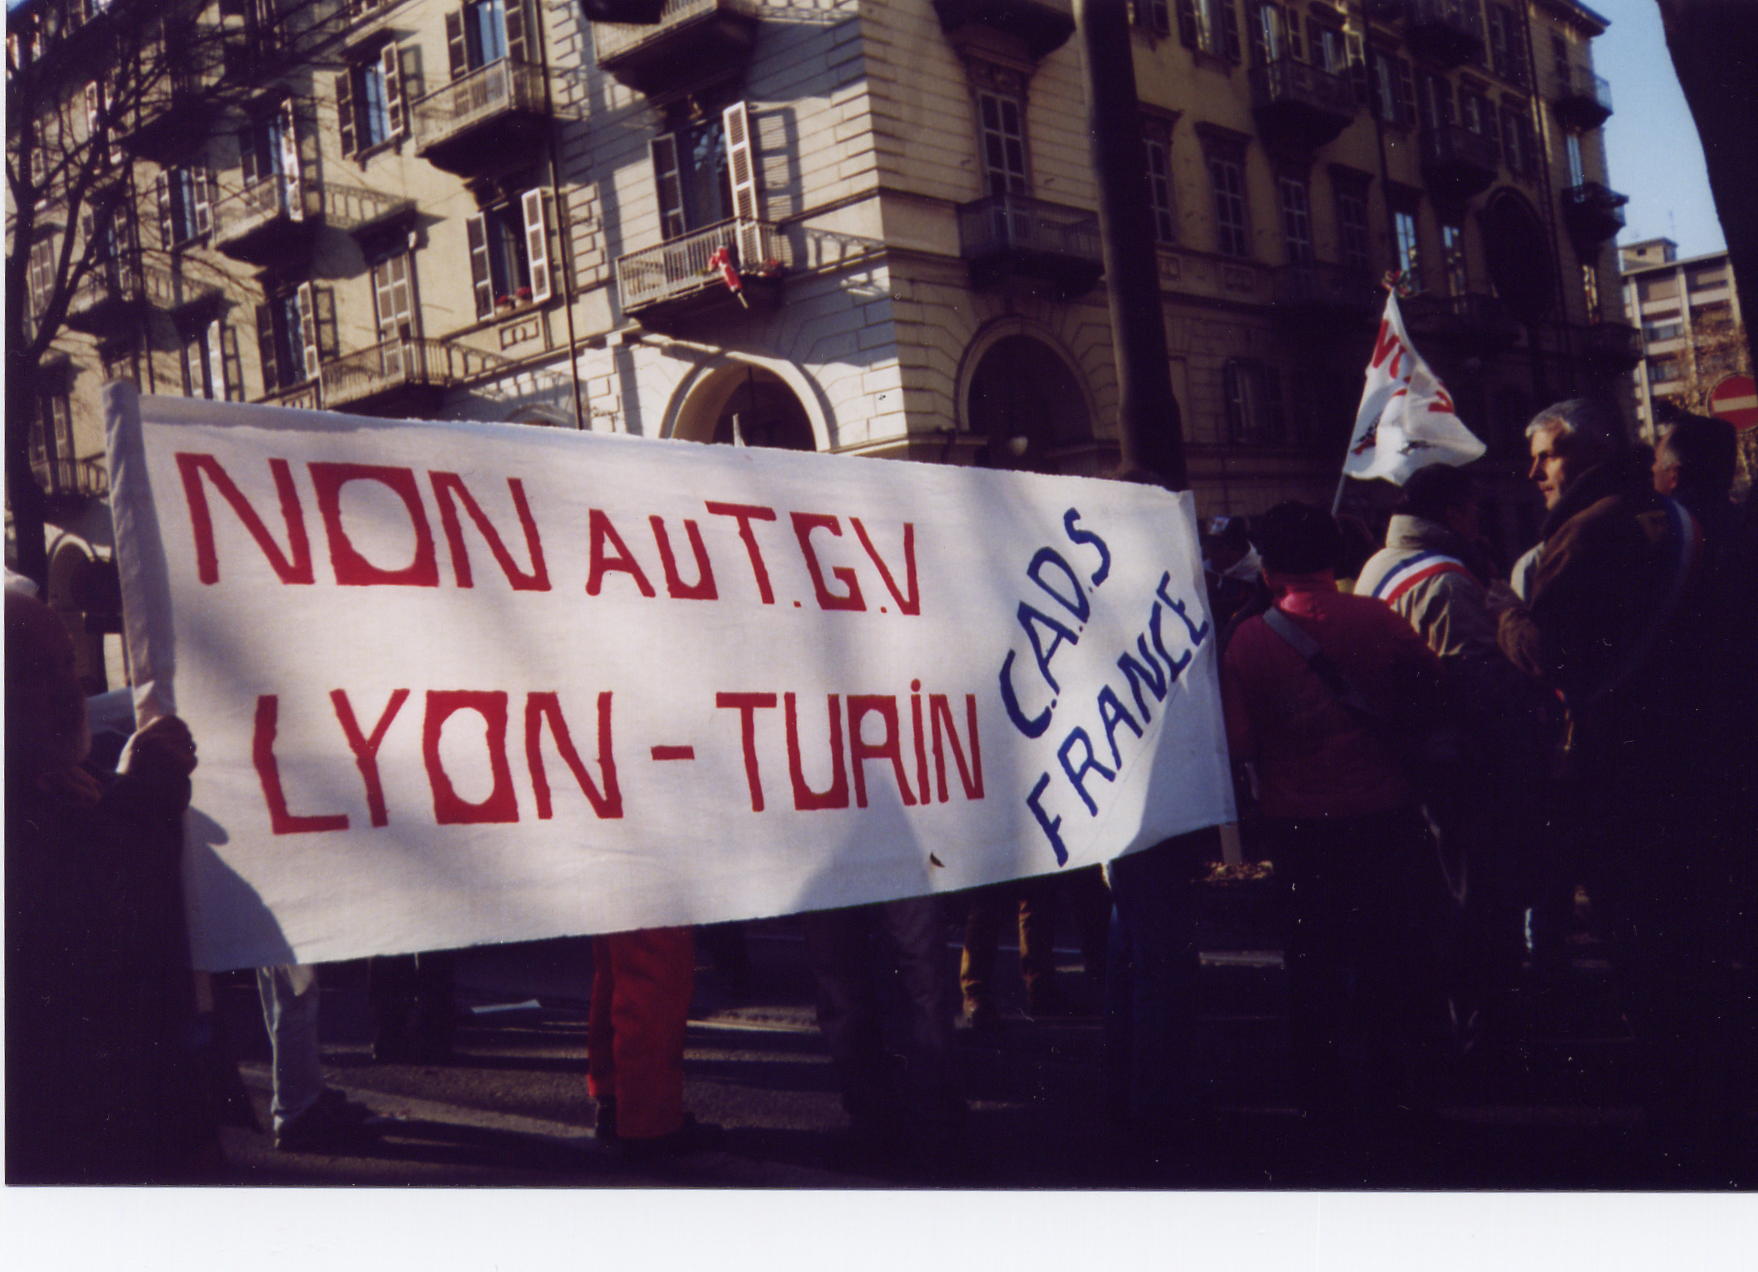 NON AU T.G.V
LYON - TURIN
C.A.D.S
FRANCE